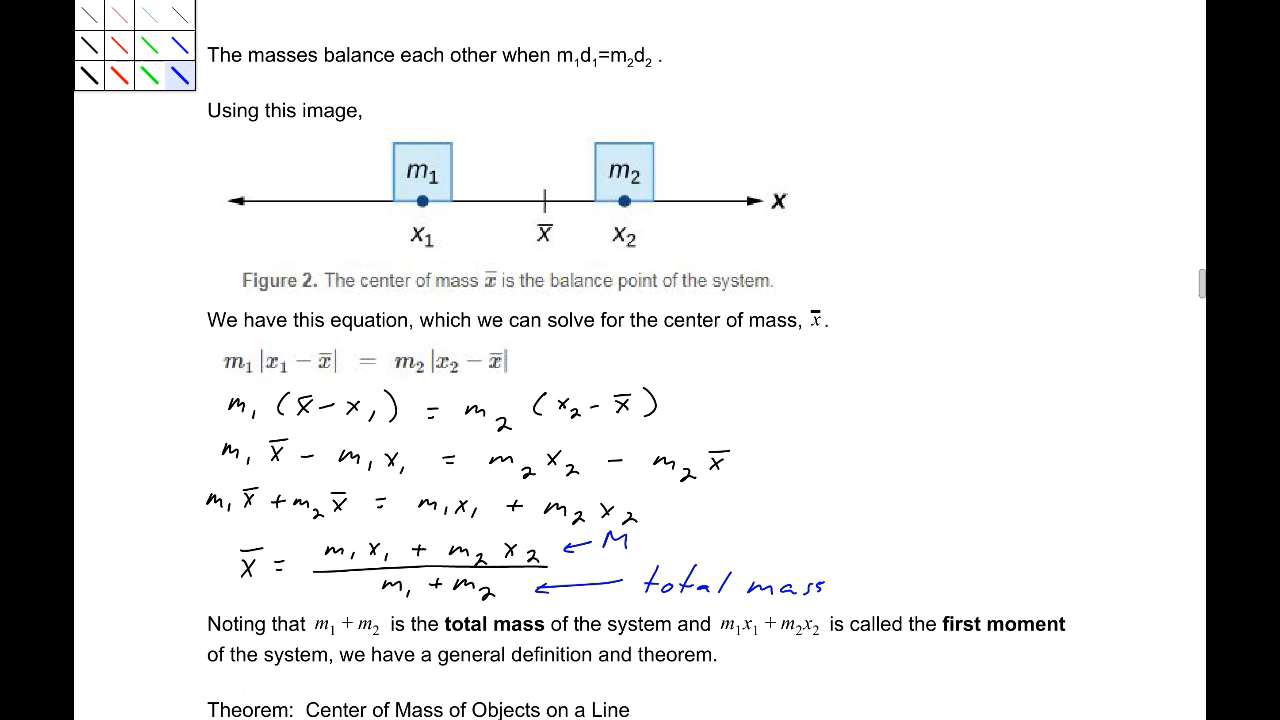 The masses balance each other when m₁d₁=m₂d₂ .
Using this image,
m₁ m₂
x
x₁ x̄ x₂
Figure 2. The center of mass x̄ is the balance point of the system.
We have this equation, which we can solve for the center of mass, x̄ .
m₁ |x₁ − x̄| = m₂ |x₂ − x̄|
m₁ (x̄ − x₁) = m₂ (x₂ − x̄)
m₁ x̄ − m₁ x₁ = m₂ x₂ − m₂ x̄
m₁ x̄ + m₂ x̄ = m₁ x₁ + m₂ x₂
m₁ x₁ + m₂ x₂ ← M
x̄ =
m₁ + m₂ ← total mass
Noting that m₁ + m₂ is the total mass of the system and m₁x₁ + m₂x₂ is called the first moment
of the system, we have a general definition and theorem.
Theorem: Center of Mass of Objects on a Line